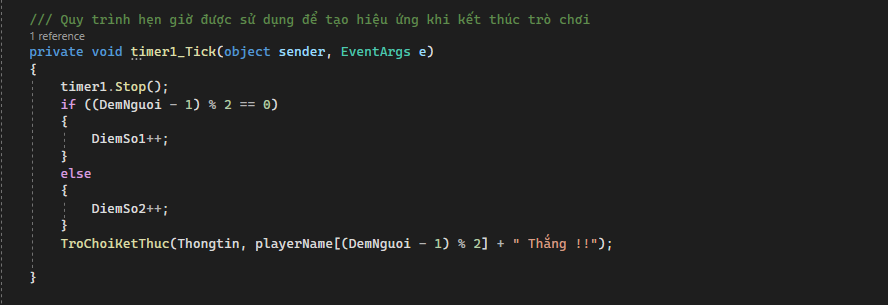 /// Quy trình hẹn giờ được sử dụng để tạo hiệu ứng khi kết thúc trò chơi
1 reference
private void timer1_Tick(object sender, EventArgs e)
{
timer1.Stop();
if ((DemNguoi - 1) % 2 == 0)
{
DiemSo1++;
}
else
{
DiemSo2++;
}
TroChoiKetThuc(Thongtin, playerName[(DemNguoi - 1) % 2] + " Thắng !!");
}